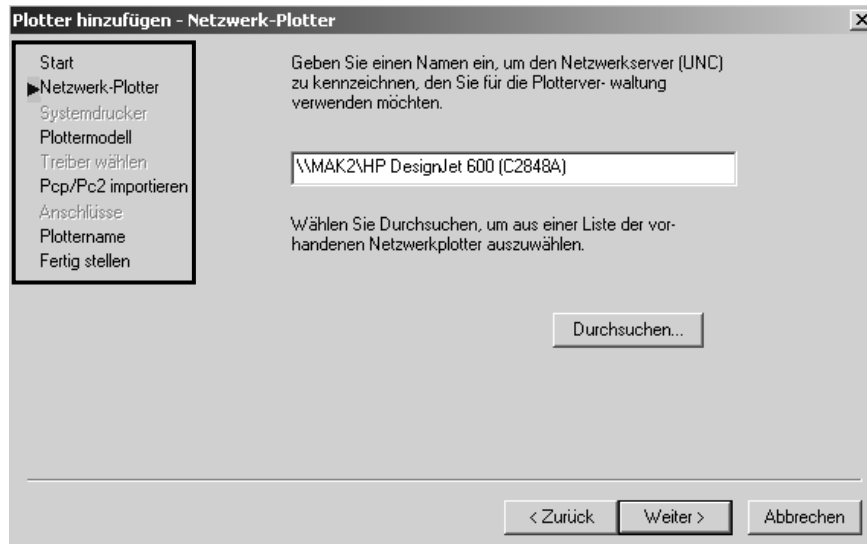 Plotter hinzufügen - Netzwerk-Plotter
Start
Netzwerk-Plotter
Systemdrucker
Plottermodell
Treiber wählen
Pcp/Pc2 importieren
Anschlüsse
Plottername
Fertig stellen
Geben Sie einen Namen ein, um den Netzwerkserver (UNC)
zu kennzeichnen, den Sie für die Plotterver- waltung
verwenden möchten.
\\MAK2\HP DesignJet 600 (C2848A)
Wählen Sie Durchsuchen, um aus einer Liste der vor-
handenen Netzwerkplotter auszuwählen.
Durchsuchen...
< Zurück
Weiter >
Abbrechen